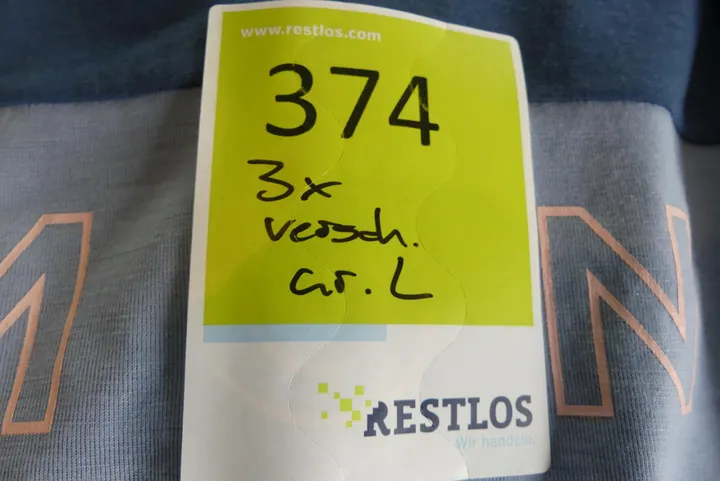 www.restlos.com
374
3x
versch.
Gr. L
M N
RESTLOS
Wir handeln.